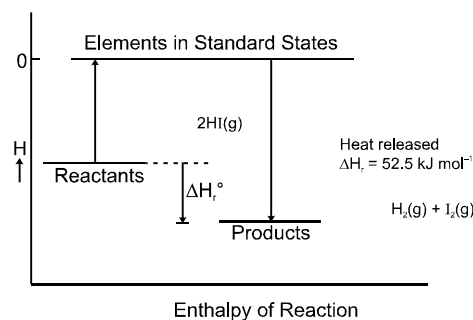 Elements in Standard States
0
2HI(g)
H
Reactants
ΔHᵣ°
Products
Heat released
ΔHᵣ = 52.5 kJ mol⁻¹
H₂(g) + I₂(g)
Enthalpy of Reaction